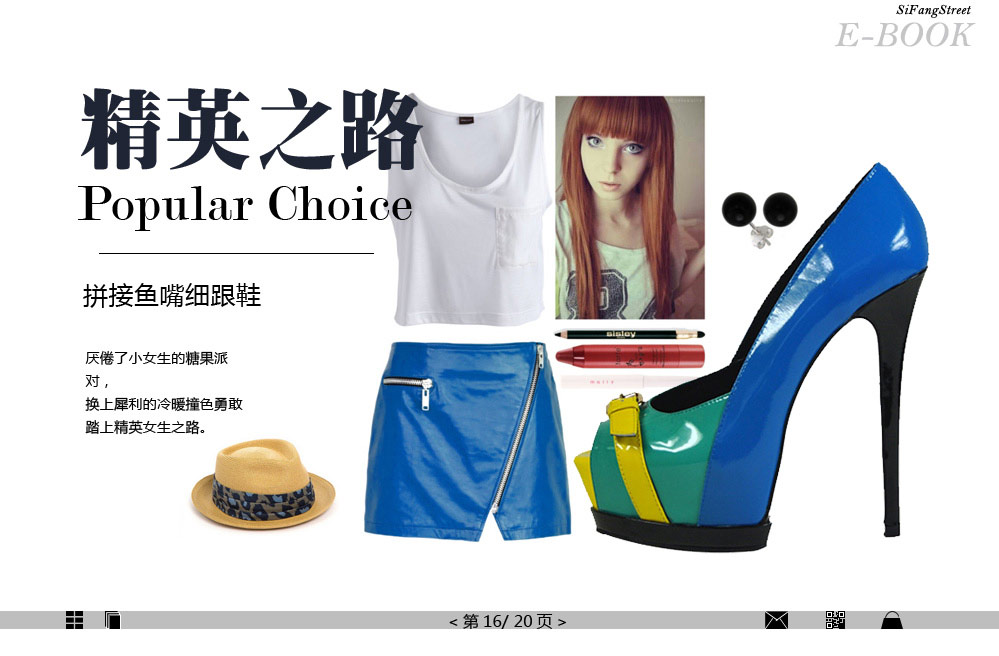 SiFangStreet
E-BOOK
精英之路
Popular Choice
拼接鱼嘴细跟鞋
厌倦了小女生的糖果派
对，
换上犀利的冷暖撞色勇敢
踏上精英女生之路。
sisley
< 第 16/ 20 页 >